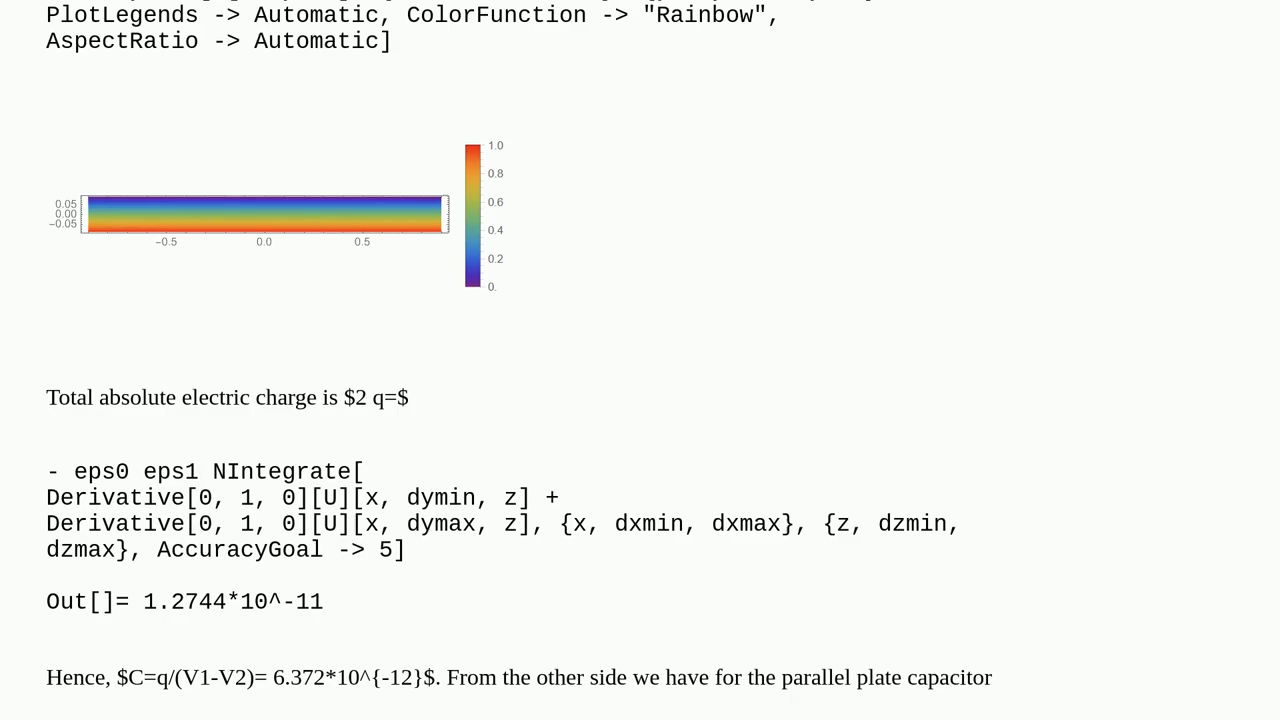 PlotLegends -> Automatic, ColorFunction -> "Rainbow",
AspectRatio -> Automatic]
1.0
0.8
0.6
0.4
0.2
0.
0.05
0.00
−0.05
−0.5 0.0 0.5
Total absolute electric charge is $2 q=$
- eps0 eps1 NIntegrate[
Derivative[0, 1, 0][U][x, dymin, z] +
Derivative[0, 1, 0][U][x, dymax, z], {x, dxmin, dxmax}, {z, dzmin,
dzmax}, AccuracyGoal -> 5]
Out[]= 1.2744*10^-11
Hence, $C=q/(V1-V2)= 6.372*10^{-12}$. From the other side we have for the parallel plate capacitor